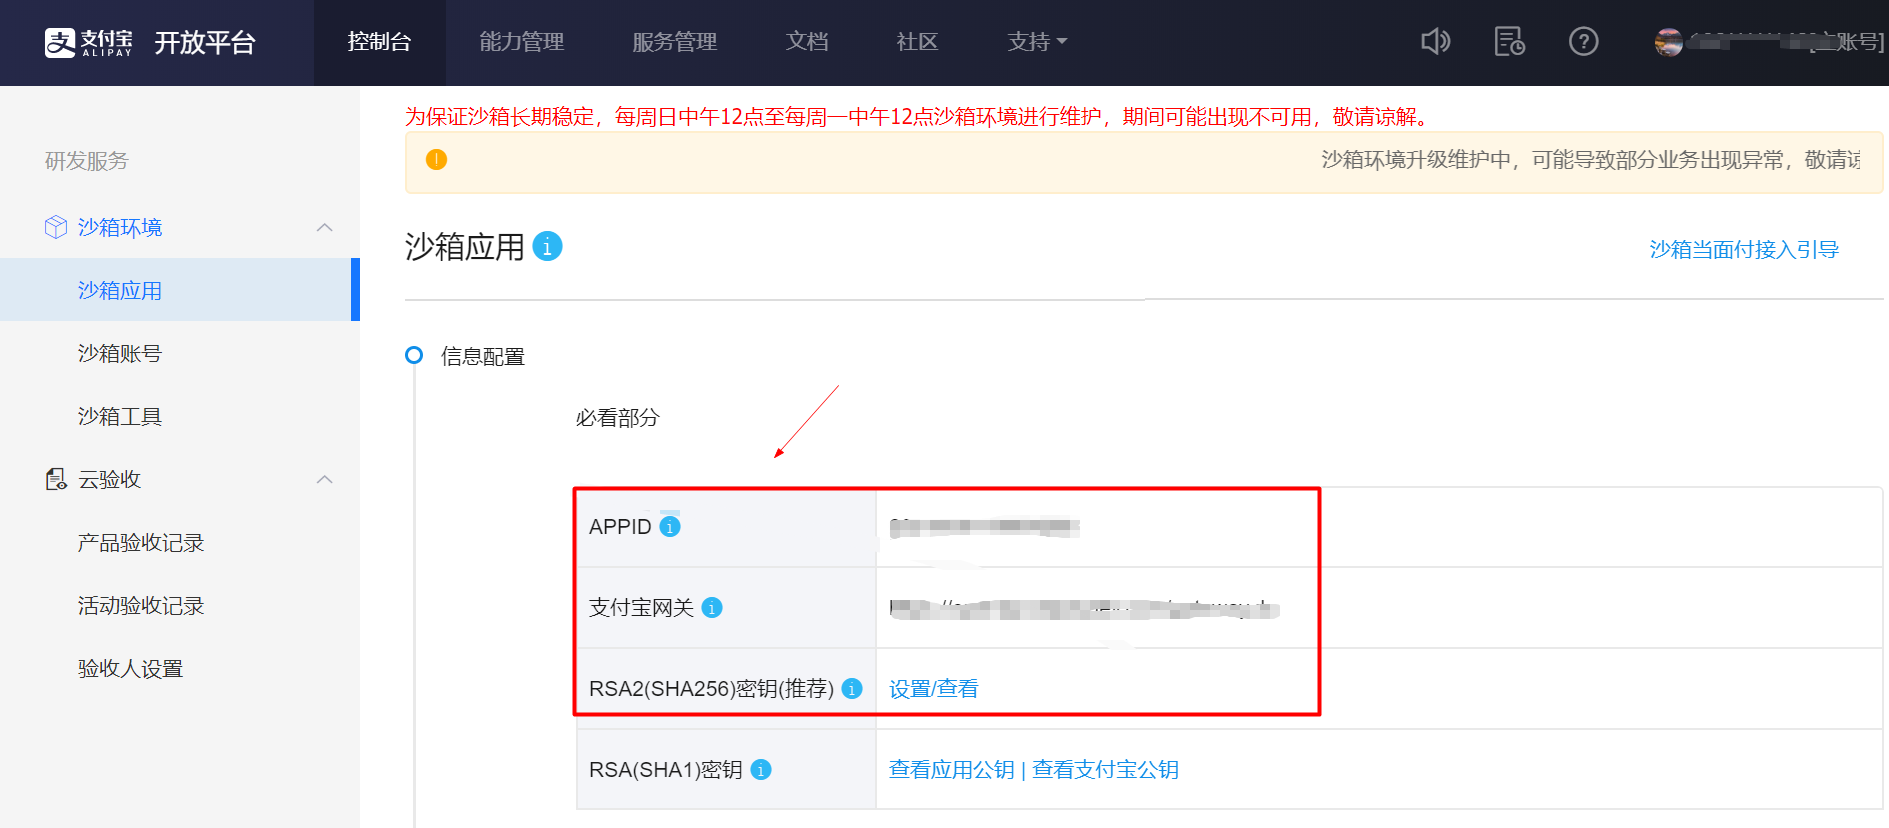 支付宝 ALIPAY 开放平台 控制台 能力管理 服务管理 文档 社区 支持 [主账号]
为保证沙箱长期稳定，每周日中午12点至每周一中午12点沙箱环境进行维护，期间可能出现不可用，敬请谅解。
沙箱环境升级维护中，可能导致部分业务出现异常，敬请
研发服务
沙箱环境
沙箱应用
沙箱账号
沙箱工具
云验收
产品验收记录
活动验收记录
验收人设置
沙箱应用
沙箱当面付接入引导
信息配置
必看部分
APPID
支付宝网关
RSA2(SHA256)密钥(推荐) 设置/查看
RSA(SHA1)密钥 查看应用公钥 | 查看支付宝公钥